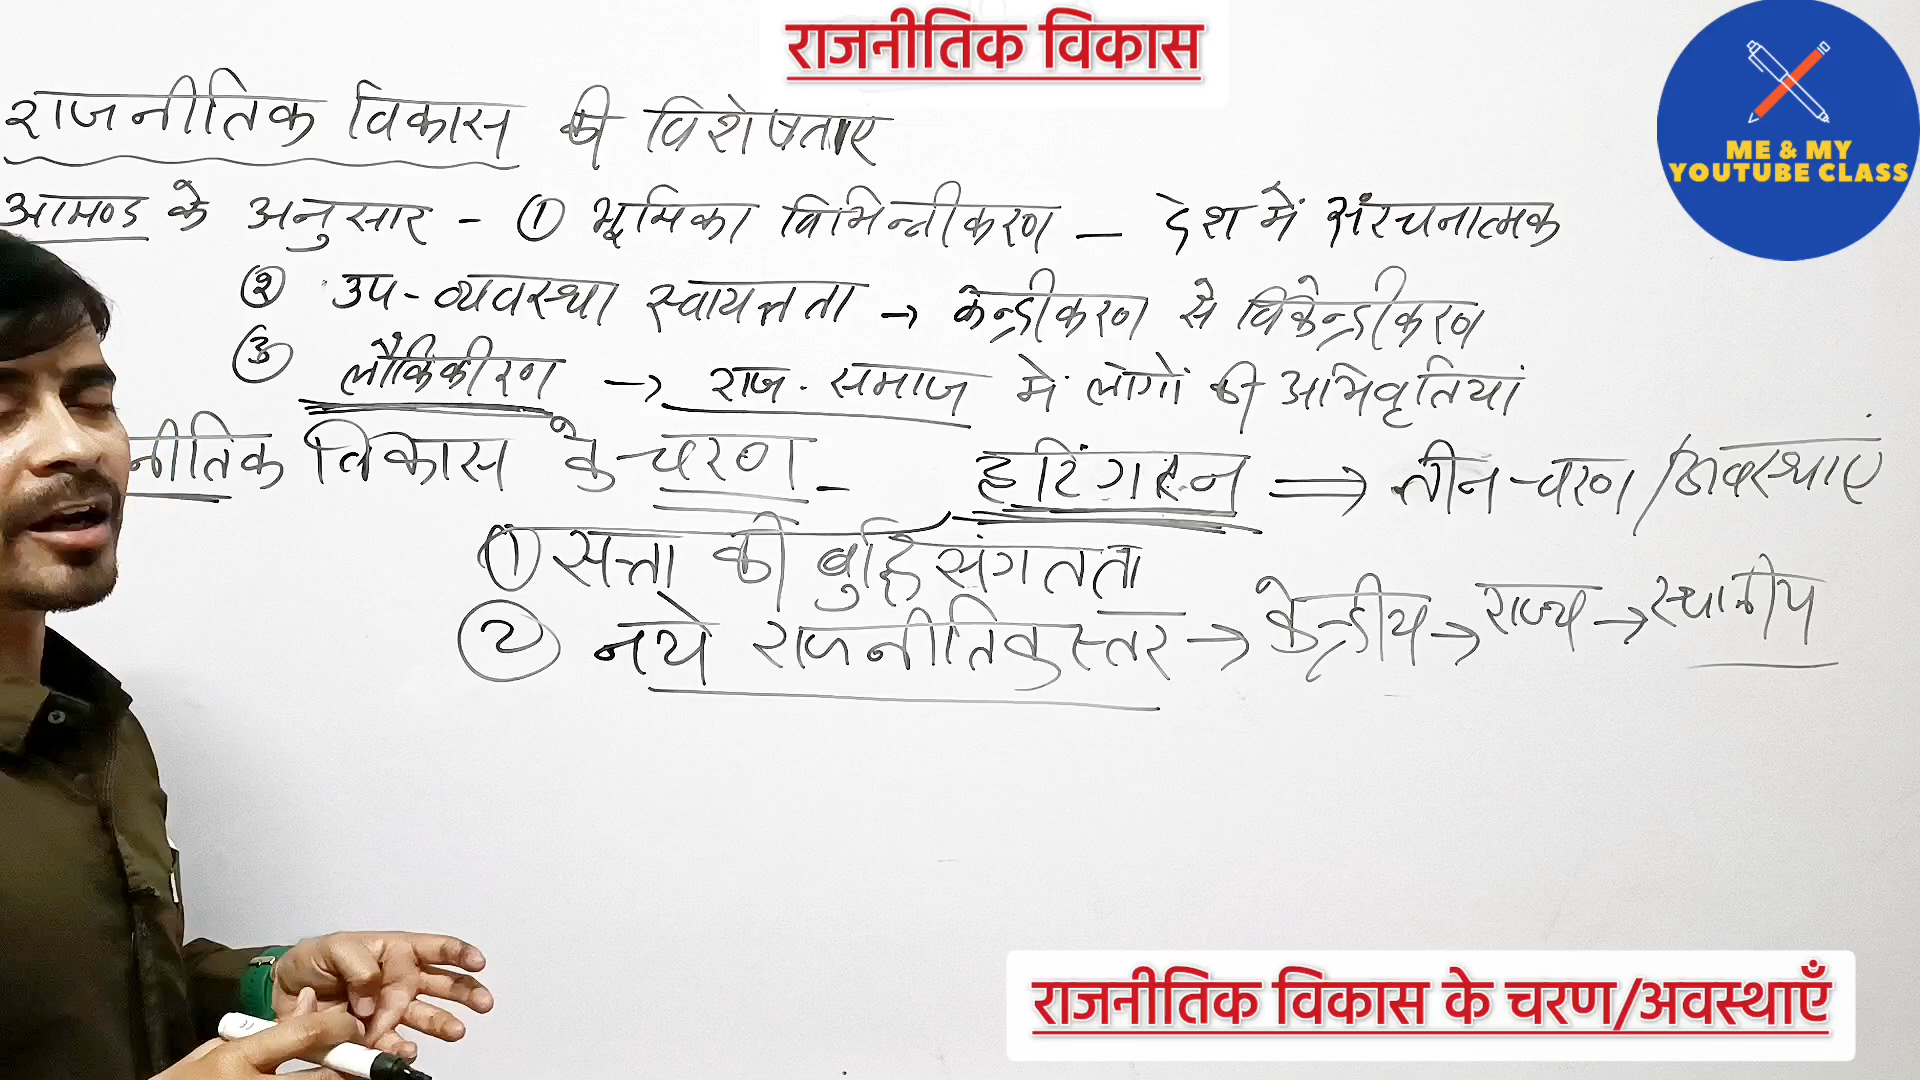 राजनीतिक विकास
ME & MY
YOUTUBE CLASS
राजनीतिक विकास की विशेषताए
आमण्ड के अनुसार - ① भूमिका विभिन्नीकरण - देश में संरचनात्मक
② उप-व्यवस्था स्वायत्तता → केन्द्रीकरण से विकेन्द्रीकरण
③ लौकिकीरण → राज. समाज में लोगों की अभिवृतियां
नीतिक विकास के चरण - हटिंगटन ⇒ तीन चरण / अवस्थाएं
① सत्ता की बुद्धिसंगतता
② नये राजनीतिक स्तर → केन्द्रीय → राज्य → स्थानीय
राजनीतिक विकास के चरण/अवस्थाएँ